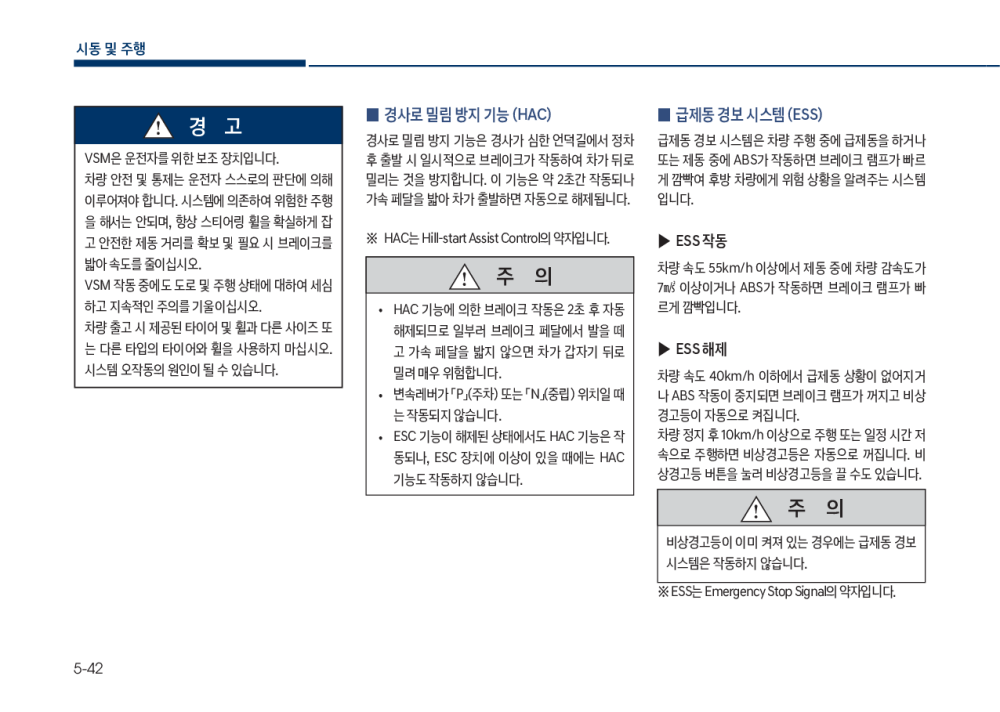 시동 및 주행
경 고
VSM은 운전자를 위한 보조 장치입니다.
차량 안전 및 통제는 운전자 스스로의 판단에 의해
이루어져야 합니다. 시스템에 의존하여 위험한 주행
을 해서는 안되며, 항상 스티어링 휠을 확실하게 잡
고 안전한 제동 거리를 확보 및 필요 시 브레이크를
밟아 속도를 줄이십시오.
VSM 작동 중에도 도로 및 주행 상태에 대하여 세심
하고 지속적인 주의를 기울이십시오.
차량 출고 시 제공된 타이어 및 휠과 다른 사이즈 또
는 다른 타입의 타이어와 휠을 사용하지 마십시오.
시스템 오작동의 원인이 될 수 있습니다.
■ 경사로 밀림 방지 기능 (HAC)
경사로 밀림 방지 기능은 경사가 심한 언덕길에서 정차
후 출발 시 일시적으로 브레이크가 작동하여 차가 뒤로
밀리는 것을 방지합니다. 이 기능은 약 2초간 작동되나
가속 페달을 밟아 차가 출발하면 자동으로 해제됩니다.
※ HAC는 Hill-start Assist Control의 약자입니다.
주 의
• HAC 기능에 의한 브레이크 작동은 2초 후 자동
해제되므로 일부러 브레이크 페달에서 발을 떼
고 가속 페달을 밟지 않으면 차가 갑자기 뒤로
밀려 매우 위험합니다.
• 변속레버가 「P」(주차) 또는 「N」(중립) 위치일 때
는 작동되지 않습니다.
• ESC 기능이 해제된 상태에서도 HAC 기능은 작
동되나, ESC 장치에 이상이 있을 때에는 HAC
기능도 작동하지 않습니다.
■ 급제동 경보 시스템 (ESS)
급제동 경보 시스템은 차량 주행 중에 급제동을 하거나
또는 제동 중에 ABS가 작동하면 브레이크 램프가 빠르
게 깜빡여 후방 차량에게 위험 상황을 알려주는 시스템
입니다.
▶ ESS 작동
차량 속도 55km/h 이상에서 제동 중에 차량 감속도가
7㎨ 이상이거나 ABS가 작동하면 브레이크 램프가 빠
르게 깜빡입니다.
▶ ESS 해제
차량 속도 40km/h 이하에서 급제동 상황이 없어지거
나 ABS 작동이 중지되면 브레이크 램프가 꺼지고 비상
경고등이 자동으로 켜집니다.
차량 정지 후 10km/h 이상으로 주행 또는 일정 시간 저
속으로 주행하면 비상경고등은 자동으로 꺼집니다. 비
상경고등 버튼을 눌러 비상경고등을 끌 수도 있습니다.
주 의
비상경고등이 이미 켜져 있는 경우에는 급제동 경보
시스템은 작동하지 않습니다.
※ ESS는 Emergency Stop Signal의 약자입니다.
5-42